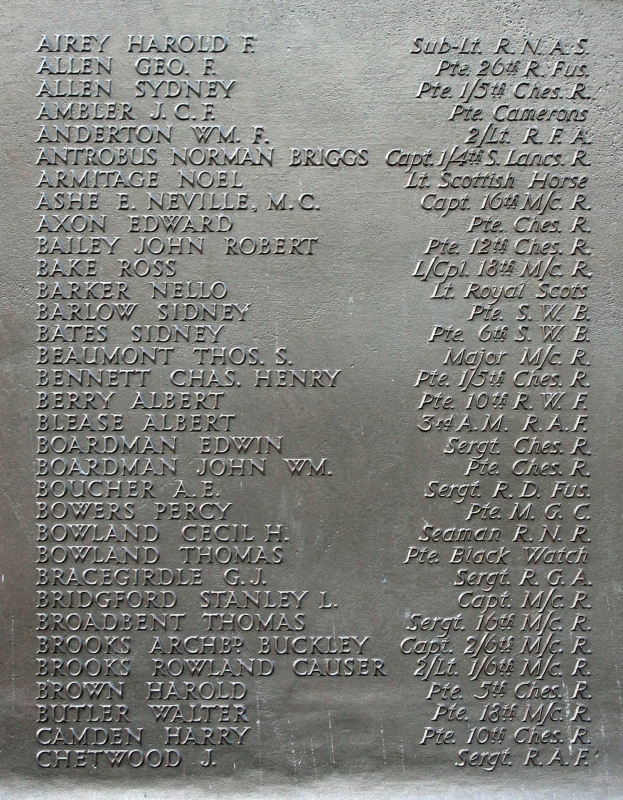 AIREY HAROLD F. Sub-Lt. R.N.A.S.
ALLEN GEO. F. Pte. 26th R. Fus.
ALLEN SYDNEY Pte. 1/5th Ches. R.
AMBLER J. C. F. Pte. Camerons
ANDERTON WM. F. 2/Lt. R. F. A.
ANTROBUS NORMAN BRIGGS Capt. 1/4th S. Lancs. R.
ARMITAGE NOEL Lt. Scottish Horse
ASHE E. NEVILLE, M.C. Capt. 16th M/c. R.
AXON EDWARD Pte. Ches. R.
BAILEY JOHN ROBERT Pte. 12th Ches. R.
BAKE ROSS L/Cpl. 18th M/c. R.
BARKER NELLO Lt. Royal Scots
BARLOW SIDNEY Pte. S. W. B.
BATES SIDNEY Pte. 6th S. W. B.
BEAUMONT THOS. S. Major M/c. R.
BENNETT CHAS. HENRY Pte. 1/5th Ches. R.
BERRY ALBERT Pte. 10th R. W. F.
BLEASE ALBERT 3rd A.M. R.A.F.
BOARDMAN EDWIN Sergt. Ches. R.
BOARDMAN JOHN WM. Pte. Ches. R.
BOUCHER A. E. Sergt. R. D. Fus.
BOWERS PERCY Pte. M. G. C.
BOWLAND CECIL H. Seaman R. N. R.
BOWLAND THOMAS Pte. Black Watch
BRACEGIRDLE G. J. Sergt. R. G. A.
BRIDGFORD STANLEY L. Capt. M/c. R.
BROADBENT THOMAS Sergt. 16th M/c. R.
BROOKS ARCHBD. BUCKLEY Capt. 2/6th M/c. R.
BROOKS ROWLAND CAUSER 2/Lt. 1/6th M/c. R.
BROWN HAROLD Pte. 5th Ches. R.
BUTLER WALTER Pte. 18th M/c. R.
CAMDEN HARRY Pte. 10th Ches. R.
CHETWOOD J. Sergt. R.A.F.